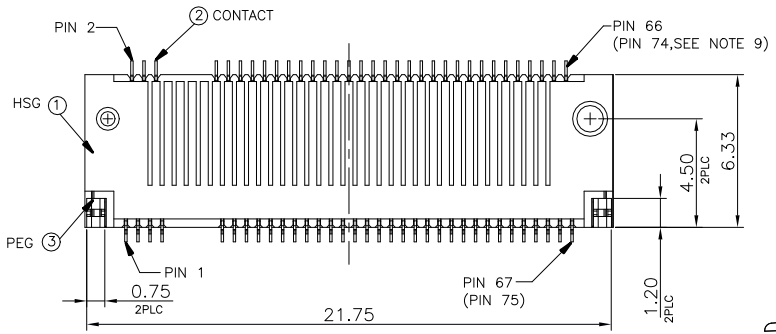 ② CONTACT
PIN 2
PIN 66
(PIN 74,SEE NOTE 9)
HSG ①
4.50
2PLC
6.33
PEG ③
PIN 1
PIN 67
(PIN 75)
1.20
2PLC
0.75
2PLC
21.75